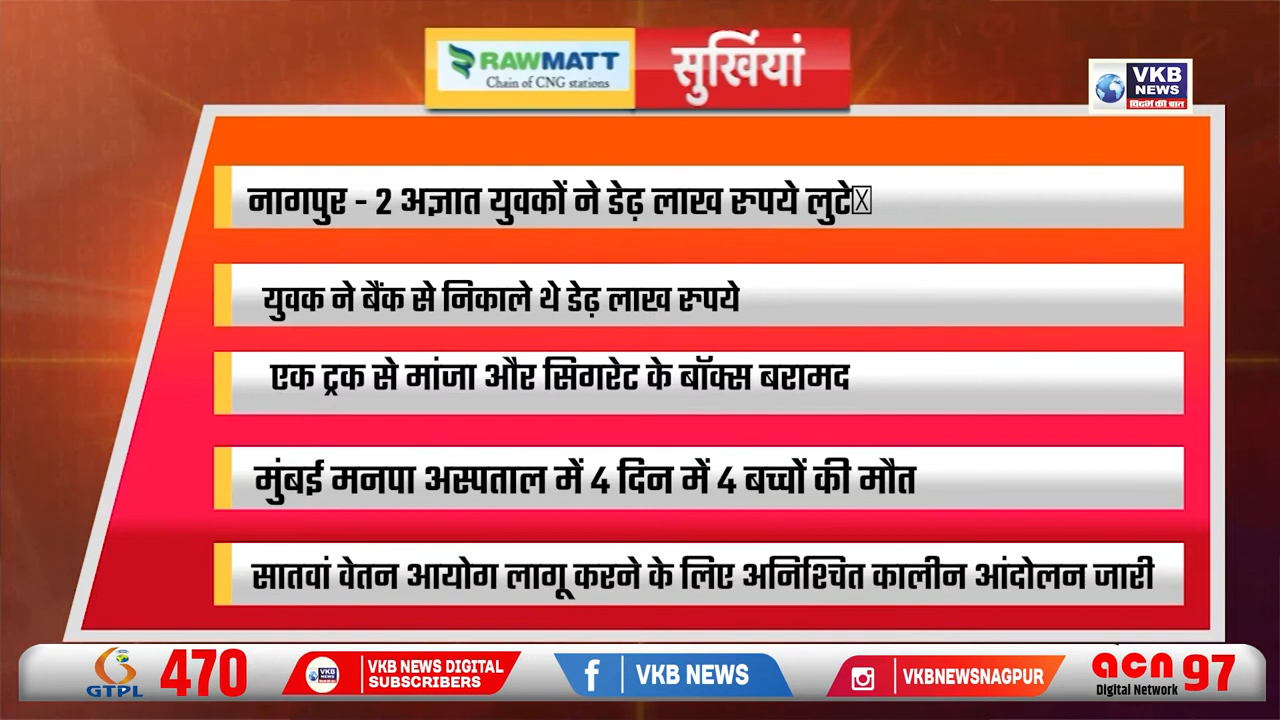 RAWMATT
Chain of CNG stations
सुर्खियां
VKB
NEWS
विदर्भ की बात
नागपुर - 2 अज्ञात युवकों ने डेढ़ लाख रुपये लुटे
युवक ने बैंक से निकाले थे डेढ़ लाख रुपये
एक ट्रक से मांजा और सिगरेट के बॉक्स बरामद
मुंबई मनपा अस्पताल में 4 दिन में 4 बच्चों की मौत
सातवां वेतन आयोग लागू करने के लिए अनिश्चित कालीन आंदोलन जारी
GTPL
470
VKB NEWS DIGITAL
SUBSCRIBERS
VKB NEWS
VKBNEWSNAGPUR
acn 97
Digital Network